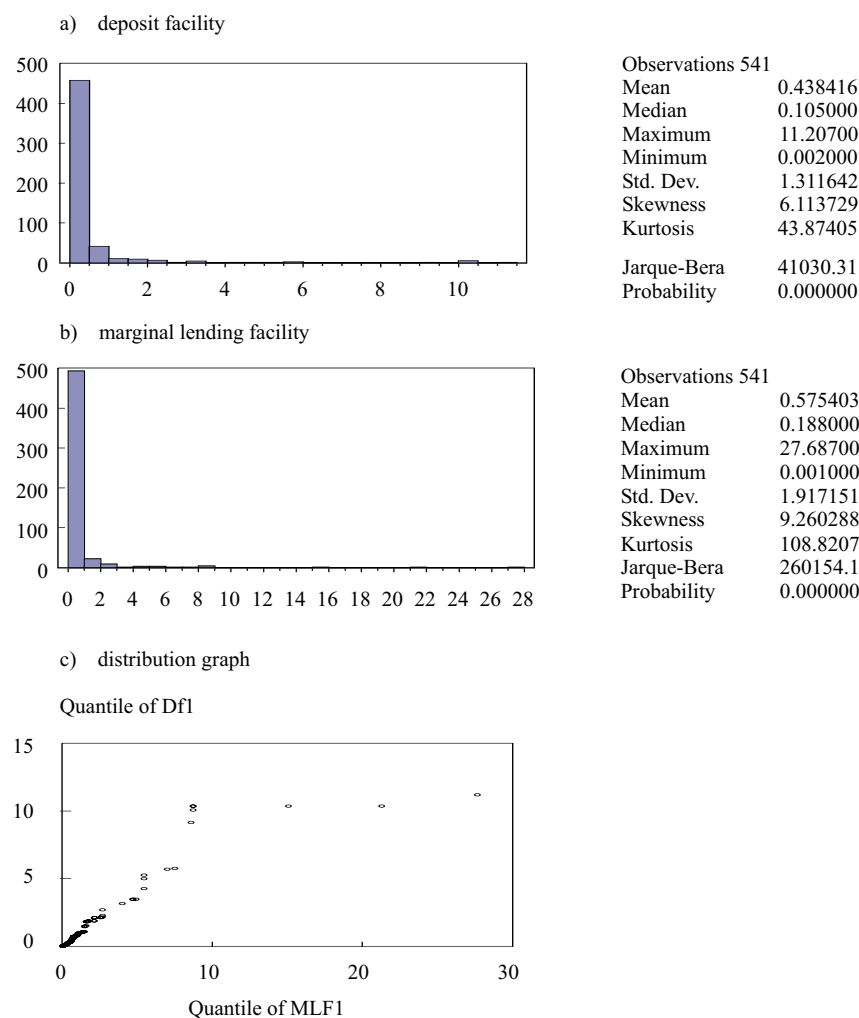 a) deposit facility
500
400
300
200
100
0
0 2 4 6 8 10
Observations 541
Mean 0.438416
Median 0.105000
Maximum 11.20700
Minimum 0.002000
Std. Dev. 1.311642
Skewness 6.113729
Kurtosis 43.87405
Jarque-Bera 41030.31
Probability 0.000000
b) marginal lending facility
500
400
300
200
100
0
0 2 4 6 8 10 12 14 16 18 20 22 24 26 28
Observations 541
Mean 0.575403
Median 0.188000
Maximum 27.68700
Minimum 0.001000
Std. Dev. 1.917151
Skewness 9.260288
Kurtosis 108.8207
Jarque-Bera 260154.1
Probability 0.000000
c) distribution graph
Quantile of Df1
15
10
5
0
0 10 20 30
Quantile of MLF1